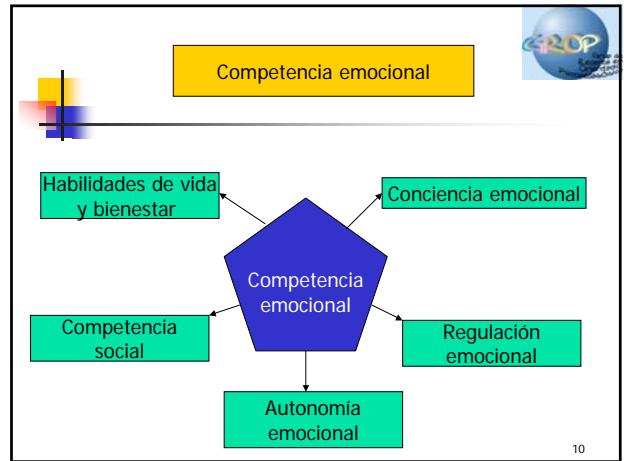 Competencia emocional
GROP
Habilidades de vida
y bienestar
Conciencia emocional
Competencia
emocional
Competencia
social
Regulación
emocional
Autonomía
emocional
10